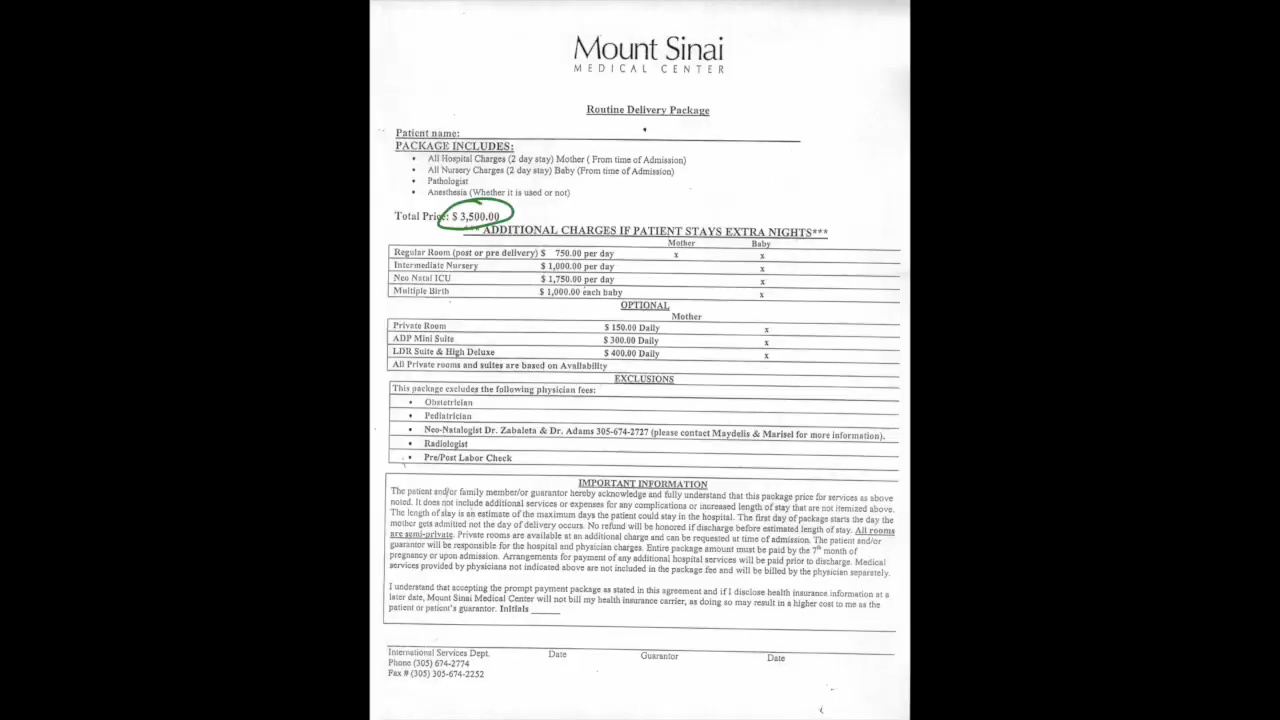 Mount Sinai
MEDICAL CENTER
Routine Delivery Package
Patient name:
PACKAGE INCLUDES:
• All Hospital Charges (2 day stay) Mother ( From time of Admission)
• All Nursery Charges (2 day stay) Baby (From time of Admission)
• Pathologist
• Anesthesia (Whether it is used or not)
Total Price: $ 3,500.00
***ADDITIONAL CHARGES IF PATIENT STAYS EXTRA NIGHTS***
Mother Baby
Regular Room (post or pre delivery) $ 750.00 per day x x
Intermediate Nursery $ 1,000.00 per day x
Neo Natal ICU $ 1,750.00 per day x
Multiple Birth $ 1,000.00 each baby x
OPTIONAL
Mother
Private Room $ 150.00 Daily x
ADP Mini Suite $ 300.00 Daily x
LDR Suite & High Deluxe $ 400.00 Daily x
All Private rooms and suites are based on Availability
EXCLUSIONS
This package excludes the following physician fees:
• Obstetrician
• Pediatrician
• Neo-Natalogist Dr. Zabaleta & Dr. Adams 305-674-2727 (please contact Maydelis & Marisel for more information).
• Radiologist
• Pre/Post Labor Check
IMPORTANT INFORMATION
The patient and/or family member/or guarantor hereby acknowledge and fully understand that this package price for services as above
noted. It does not include additional services or expenses for any complications or increased length of stay that are not itemized above.
The length of stay is an estimate of the maximum days the patient could stay in the hospital. The first day of package starts the day the
mother gets admitted not the day of delivery occurs. No refund will be honored if discharge before estimated length of stay. All rooms
are semi-private. Private rooms are available at an additional charge and can be requested at time of admission. The patient and/or
guarantor will be responsible for the hospital and physician charges. Entire package amount must be paid by the 7th month of
pregnancy or upon admission. Arrangements for payment of any additional hospital services will be paid prior to discharge. Medical
services provided by physicians not indicated above are not included in the package fee and will be billed by the physician separately.
I understand that accepting the prompt payment package as stated in this agreement and if I disclose health insurance information at a
later date, Mount Sinai Medical Center will not bill my health insurance carrier, as doing so may result in a higher cost to me as the
patient or patient's guarantor. Initials ______
International Services Dept. Date Guarantor Date
Phone (305) 674-2774
Fax # (305) 305-674-2252